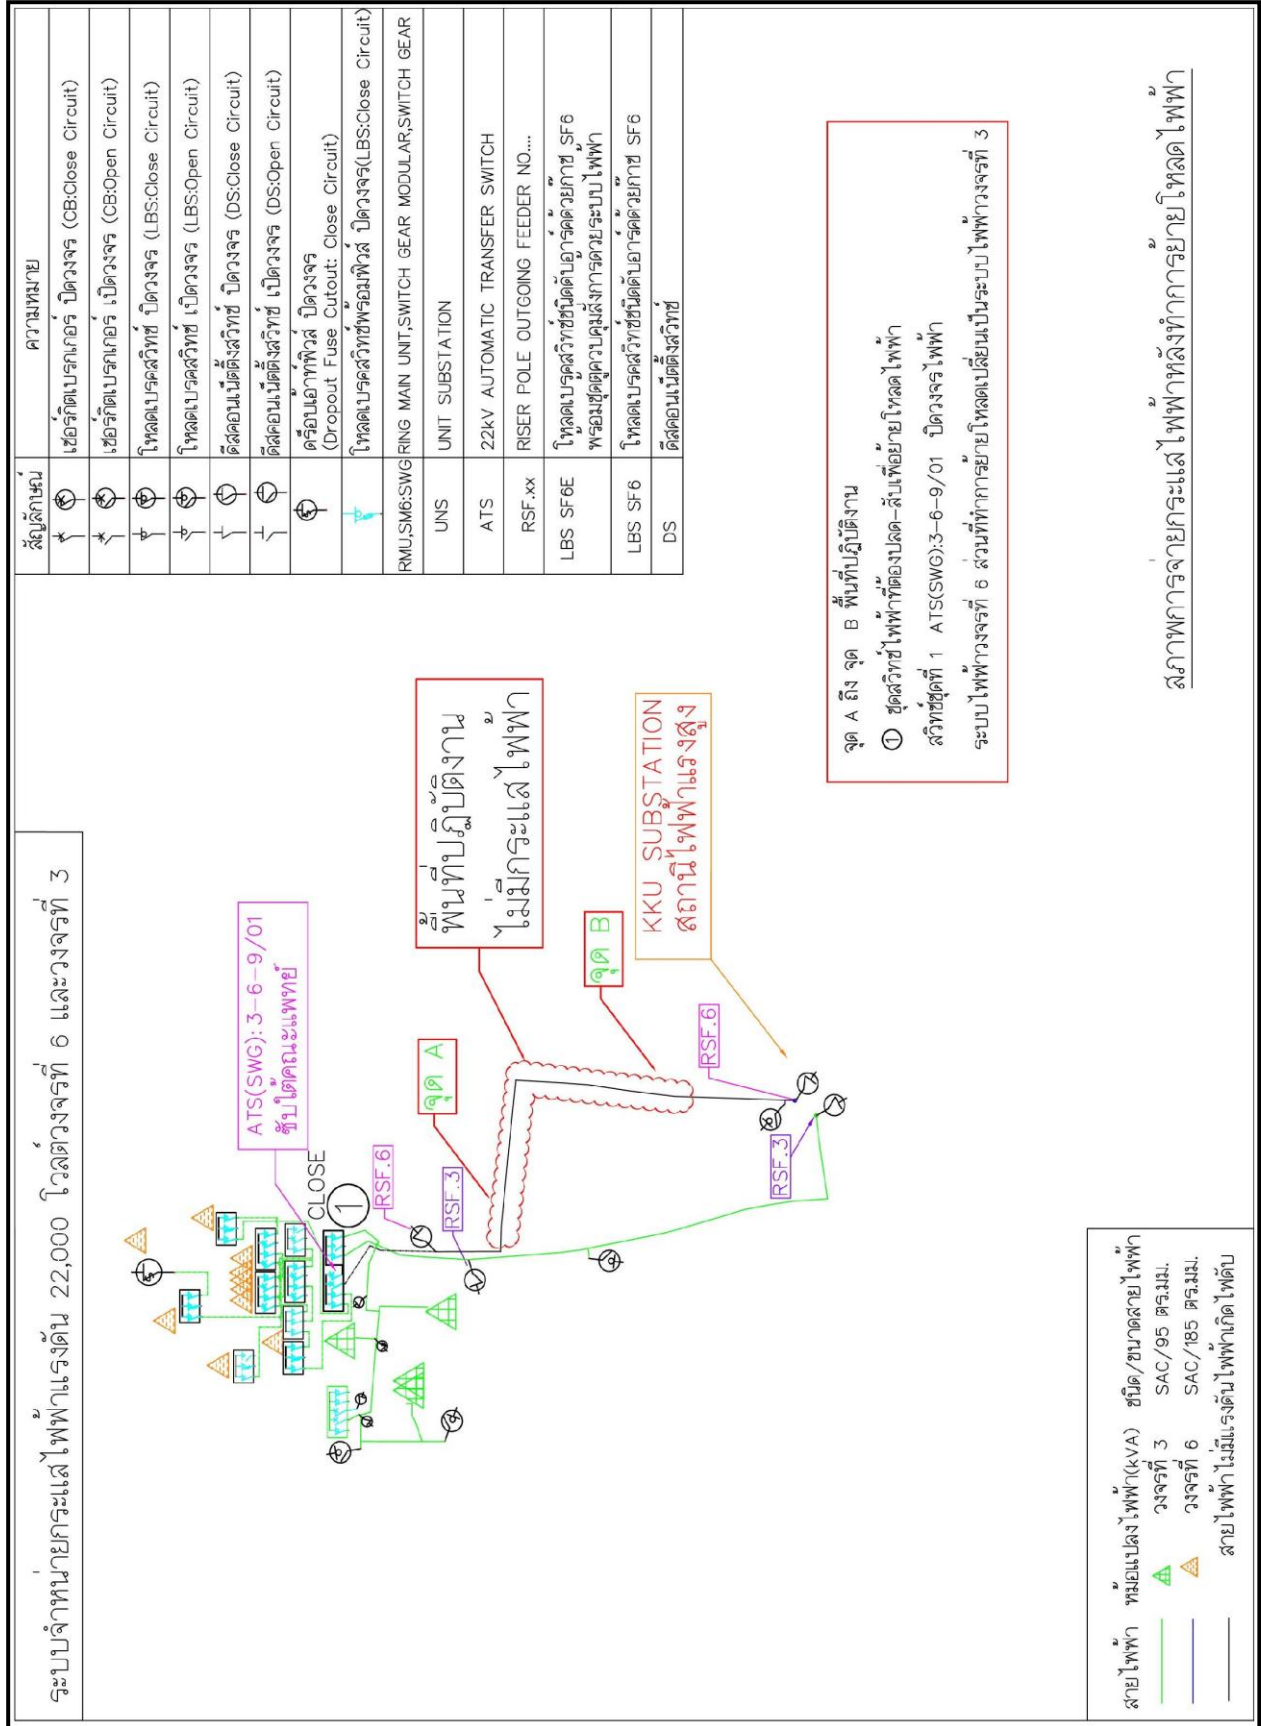 ระบบจำหน่ายกระแสไฟฟ้าแรงดัน 22,000 โวลต์วงจรที่ 6 และวงจรที่ 3
สัญลักษณ์ ความหมาย
เซอร์กิตเบรกเกอร์ ปิดวงจร (CB:Close Circuit)
เซอร์กิตเบรกเกอร์ เปิดวงจร (CB:Open Circuit)
โหลดเบรคสวิทช์ ปิดวงจร (LBS:Close Circuit)
โหลดเบรคสวิทช์ เปิดวงจร (LBS:Open Circuit)
ดีสคอนเน็ตติ้งสวิทช์ ปิดวงจร (DS:Close Circuit)
ดีสคอนเน็ตติ้งสวิทช์ เปิดวงจร (DS:Open Circuit)
ดร็อบเอาท์ฟิวส์ ปิดวงจร
(Dropout Fuse Cutout: Close Circuit)
โหลดเบรคสวิทช์พร้อมฟิวส์ ปิดวงจร(LBS:Close Circuit)
RMU,SM6:SWG RING MAIN UNIT,SWITCH GEAR MODULAR,SWITCH GEAR
UNS UNIT SUBSTATION
ATS 22kV AUTOMATIC TRANSFER SWITCH
RSF.xx RISER POLE OUTGOING FEEDER NO....
LBS SF6E โหลดเบรคสวิทช์ชนิดดับอาร์คด้วยก๊าซ SF6
พร้อมชุดตู้ควบคุมสั่งการด้วยระบบไฟฟ้า
LBS SF6 โหลดเบรคสวิทช์ชนิดดับอาร์คด้วยก๊าซ SF6
DS ดีสคอนเน็ตติ้งสวิทช์
ATS(SWG): 3-6-9/01
ชั้นใต้คณะแพทย์
CLOSE
1
RSF.6
RSF.3
จุด A
พื้นที่ปฏิบัติงาน
ไม่มีกระแสไฟฟ้า
จุด B
KKU SUBSTATION
สถานีไฟฟ้าแรงสูง
RSF.6
RSF.3
จุด A ถึง จุด B พื้นที่ปฏิบัติงาน
1 ชุดสวิทช์ไฟฟ้าที่ต้องปลด-สับเพื่อย้ายโหลดไฟฟ้า
สวิทช์ชุดที่ 1 ATS(SWG):3-6-9/01 ปิดวงจรไฟฟ้า
ระบบไฟฟ้าวงจรที่ 6 ส่วนที่ทำการย้ายโหลดเปลี่ยนเป็นระบบไฟฟ้าวงจรที่ 3
สายไฟฟ้า หม้อแปลงไฟฟ้า(kVA) ชนิด/ขนาดสายไฟฟ้า
วงจรที่ 3 SAC/95 ตร.มม.
วงจรที่ 6 SAC/185 ตร.มม.
สายไฟฟ้าไม่มีแรงดันไฟฟ้าเกิดไฟดับ
สภาพการจ่ายกระแสไฟฟ้าหลังทำการย้ายโหลดไฟฟ้า